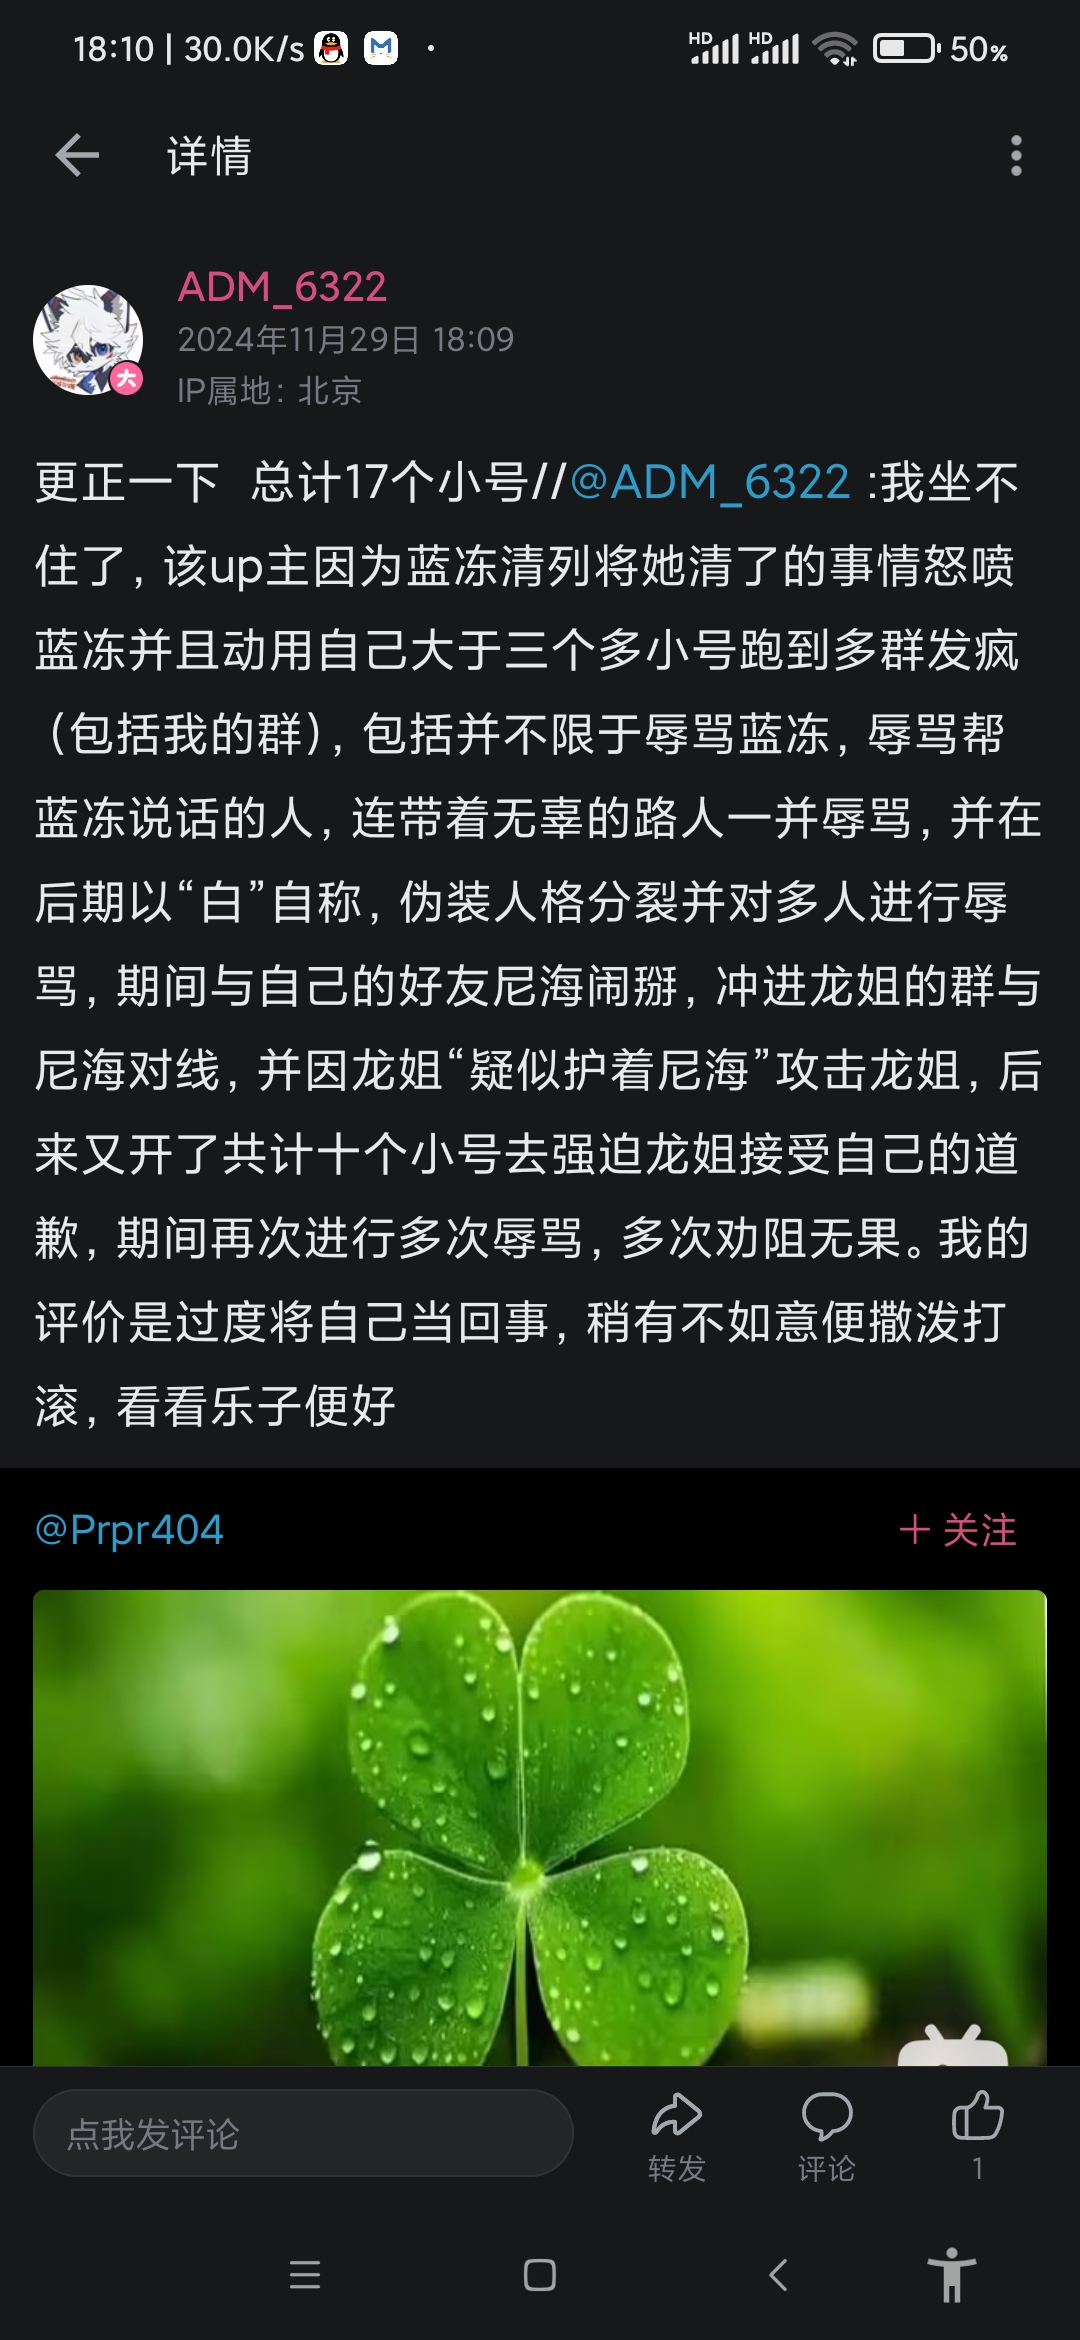 18:10 | 30.0K/s
HD HD 50%
详情
ADM_6322
大
2024年11月29日 18:09
IP属地：北京
更正一下  总计17个小号//@ADM_6322 :我坐不
住了，该up主因为蓝冻清列将她清了的事情怒喷
蓝冻并且动用自己大于三个多小号跑到多群发疯
（包括我的群），包括并不限于辱骂蓝冻，辱骂帮
蓝冻说话的人，连带着无辜的路人一并辱骂，并在
后期以“白”自称，伪装人格分裂并对多人进行辱
骂，期间与自己的好友尼海闹掰，冲进龙姐的群与
尼海对线，并因龙姐“疑似护着尼海”攻击龙姐，后
来又开了共计十个小号去强迫龙姐接受自己的道
歉，期间再次进行多次辱骂，多次劝阻无果。我的
评价是过度将自己当回事，稍有不如意便撒泼打
滚，看看乐子便好
@Prpr404
＋ 关注
点我发评论
转发
评论
1